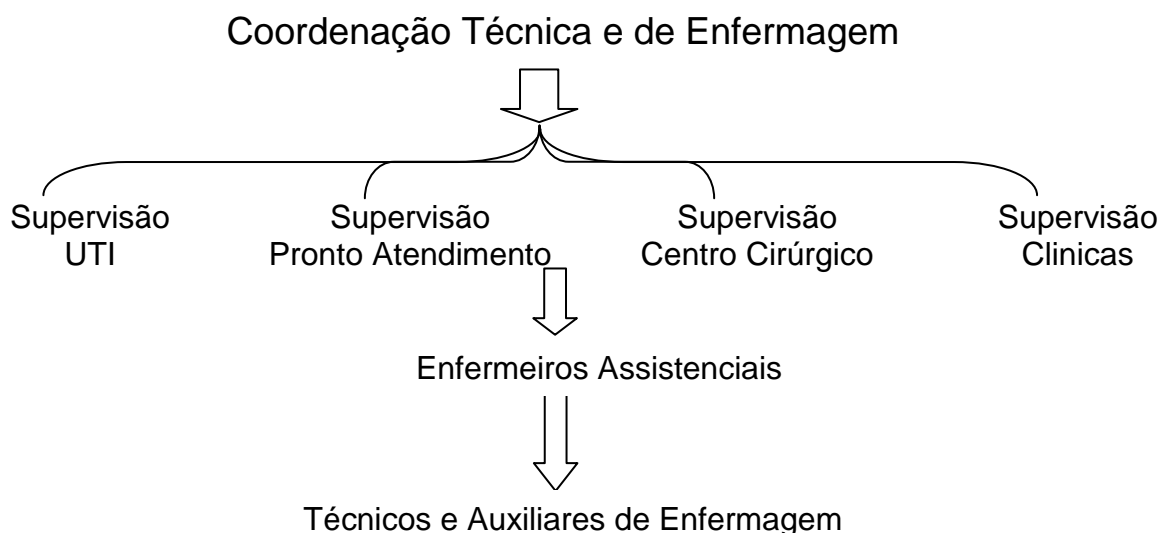 Coordenação Técnica e de Enfermagem
Supervisão
UTI
Supervisão
Pronto Atendimento
Supervisão
Centro Cirúrgico
Supervisão
Clinicas
Enfermeiros Assistenciais
Técnicos e Auxiliares de Enfermagem